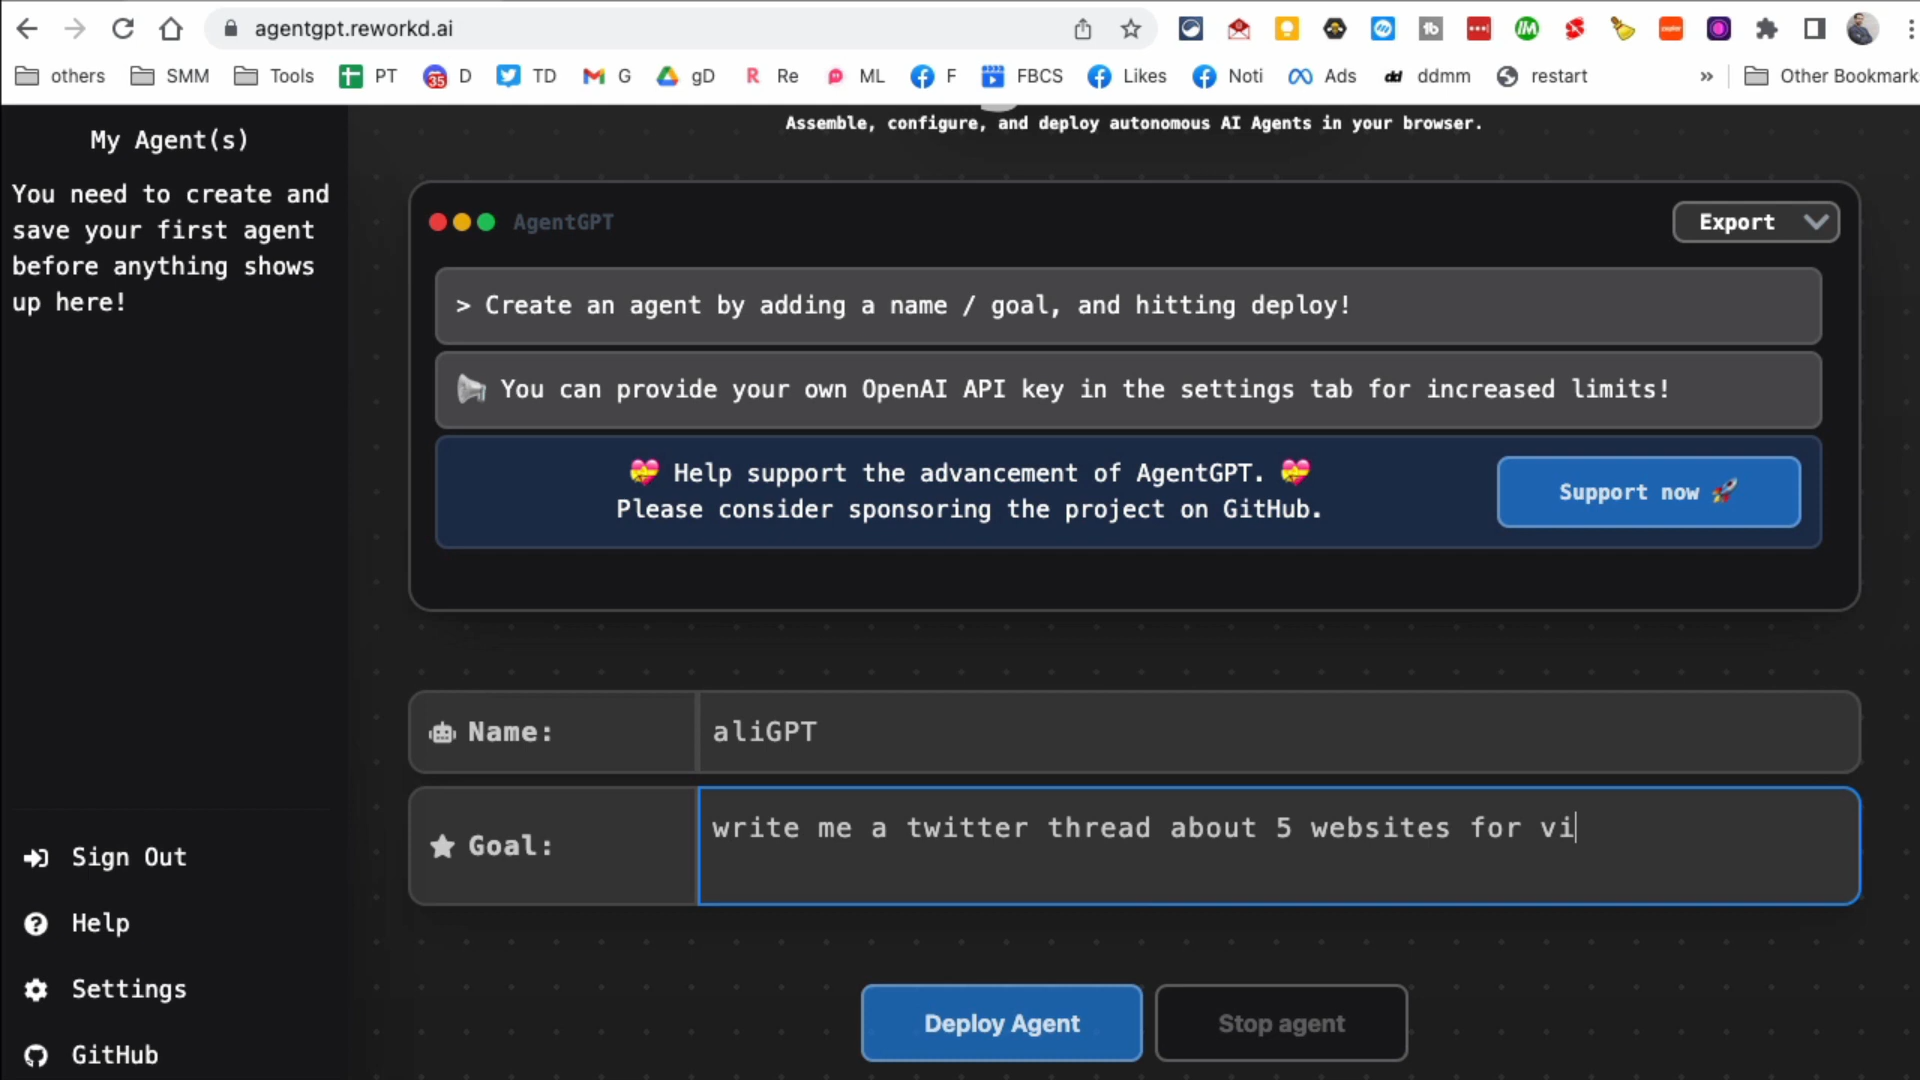 agentgpt.reworkd.ai
others SMM Tools PT 35 D TD G gD Re ML F FBCS Likes Noti Ads dd ddmm restart » Other Bookmark
My Agent(s)
You need to create and
save your first agent
before anything shows
up here!
Assemble, configure, and deploy autonomous AI Agents in your browser.
AgentGPT
Export
> Create an agent by adding a name / goal, and hitting deploy!
You can provide your own OpenAI API key in the settings tab for increased limits!
Help support the advancement of AgentGPT.
Please consider sponsoring the project on GitHub.
Support now
Name:
aliGPT
Goal:
write me a twitter thread about 5 websites for vi
Deploy Agent
Stop agent
Sign Out
Help
Settings
GitHub